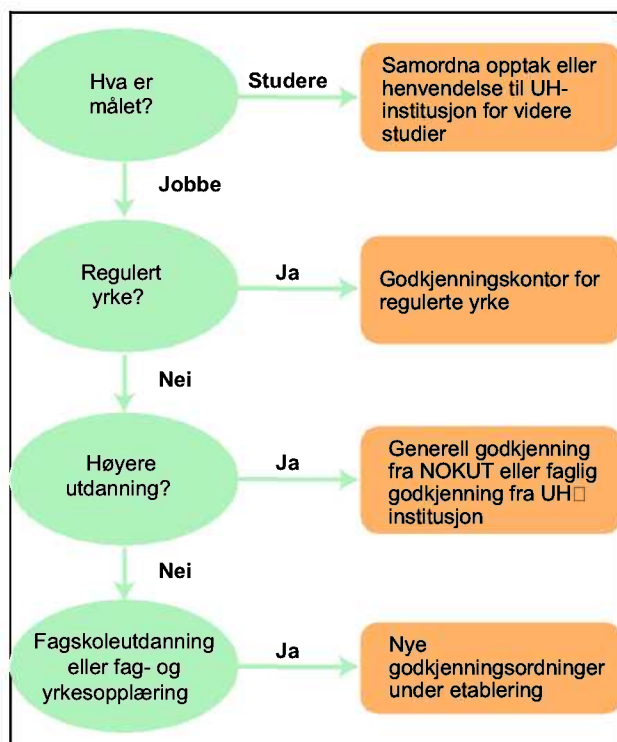 Hva er
målet?
Studere
Samordna opptak eller
henvendelse til UH-
institusjon for videre
studier
Jobbe
Regulert
yrke?
Ja
Godkjenningskontor for
regulerte yrke
Nei
Høyere
utdanning?
Ja
Generell godkjenning
fra NOKUT eller faglig
godkjenning fra UH□
institusjon
Nei
Fagskoleutdanning
eller fag- og
yrkesopplæring
Ja
Nye
godkjenningsordninger
under etablering